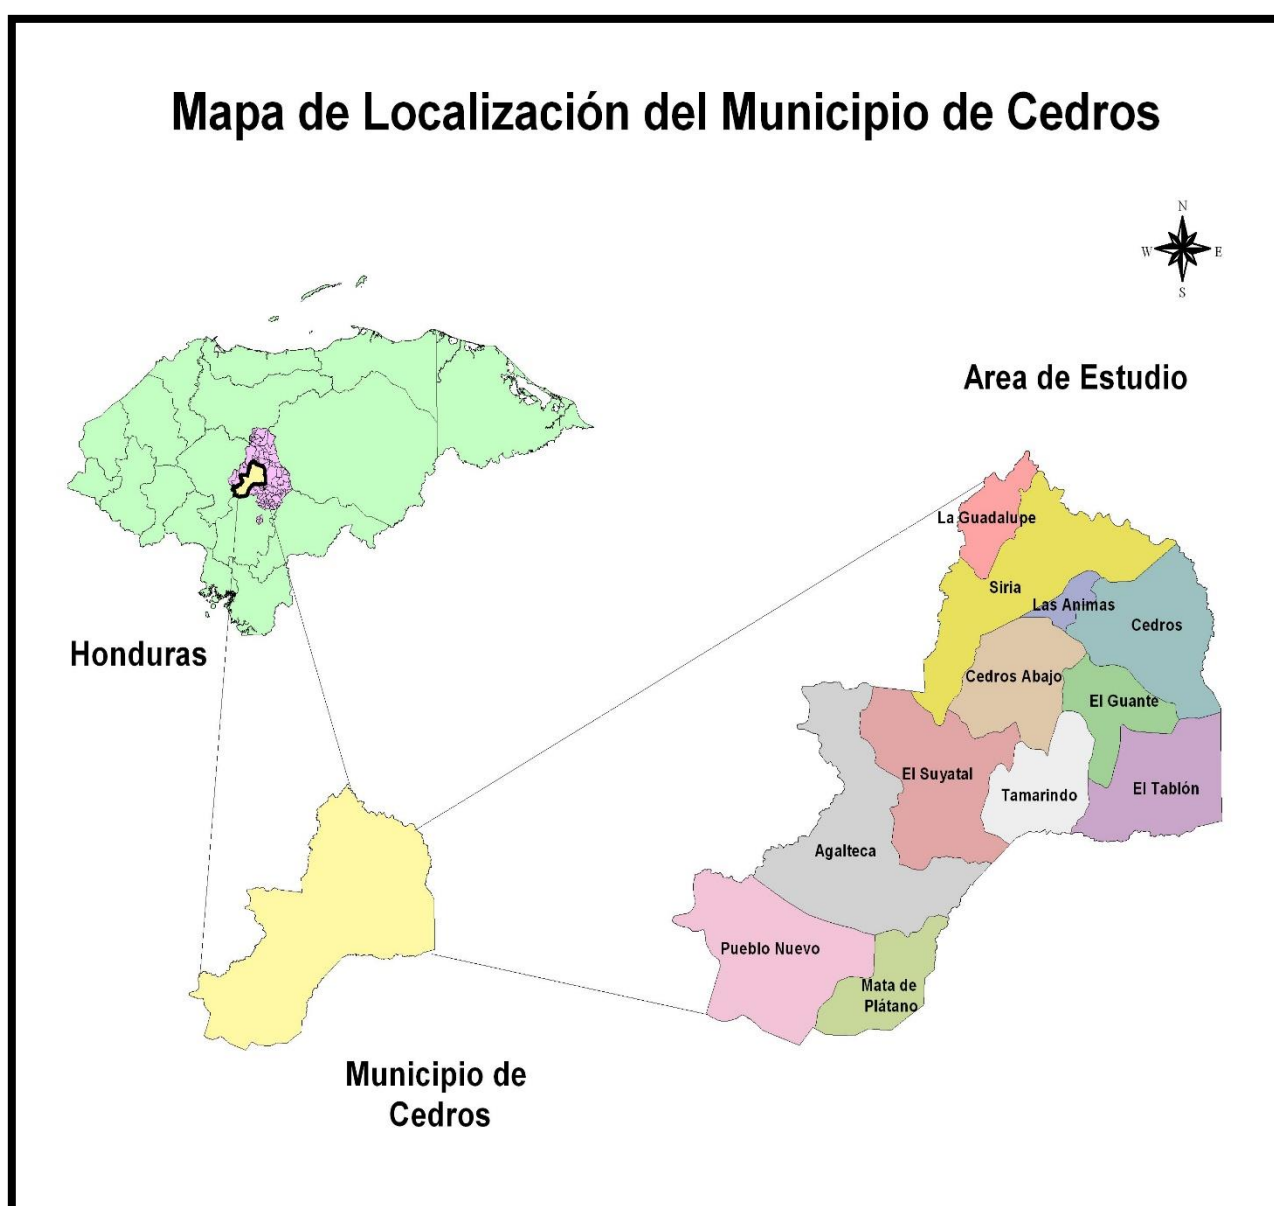 Mapa de Localización del Municipio de Cedros
N
W
E
S
Area de Estudio
La Guadalupe
Siria
Las Animas
Cedros
Honduras
Cedros Abajo
El Guante
El Suyatal
Tamarindo
El Tablón
Agalteca
Pueblo Nuevo
Mata de
Plátano
Municipio de
Cedros